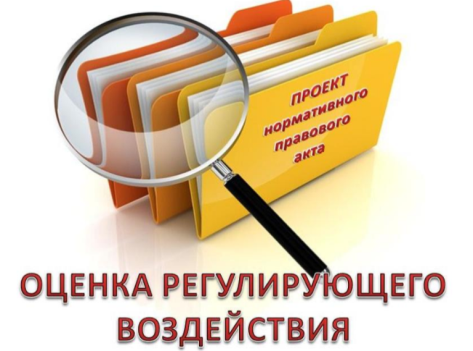 ПРОЕКТ
нормативного
правового
акта
ОЦЕНКА РЕГУЛИРУЮЩЕГО
ВОЗДЕЙСТВИЯ